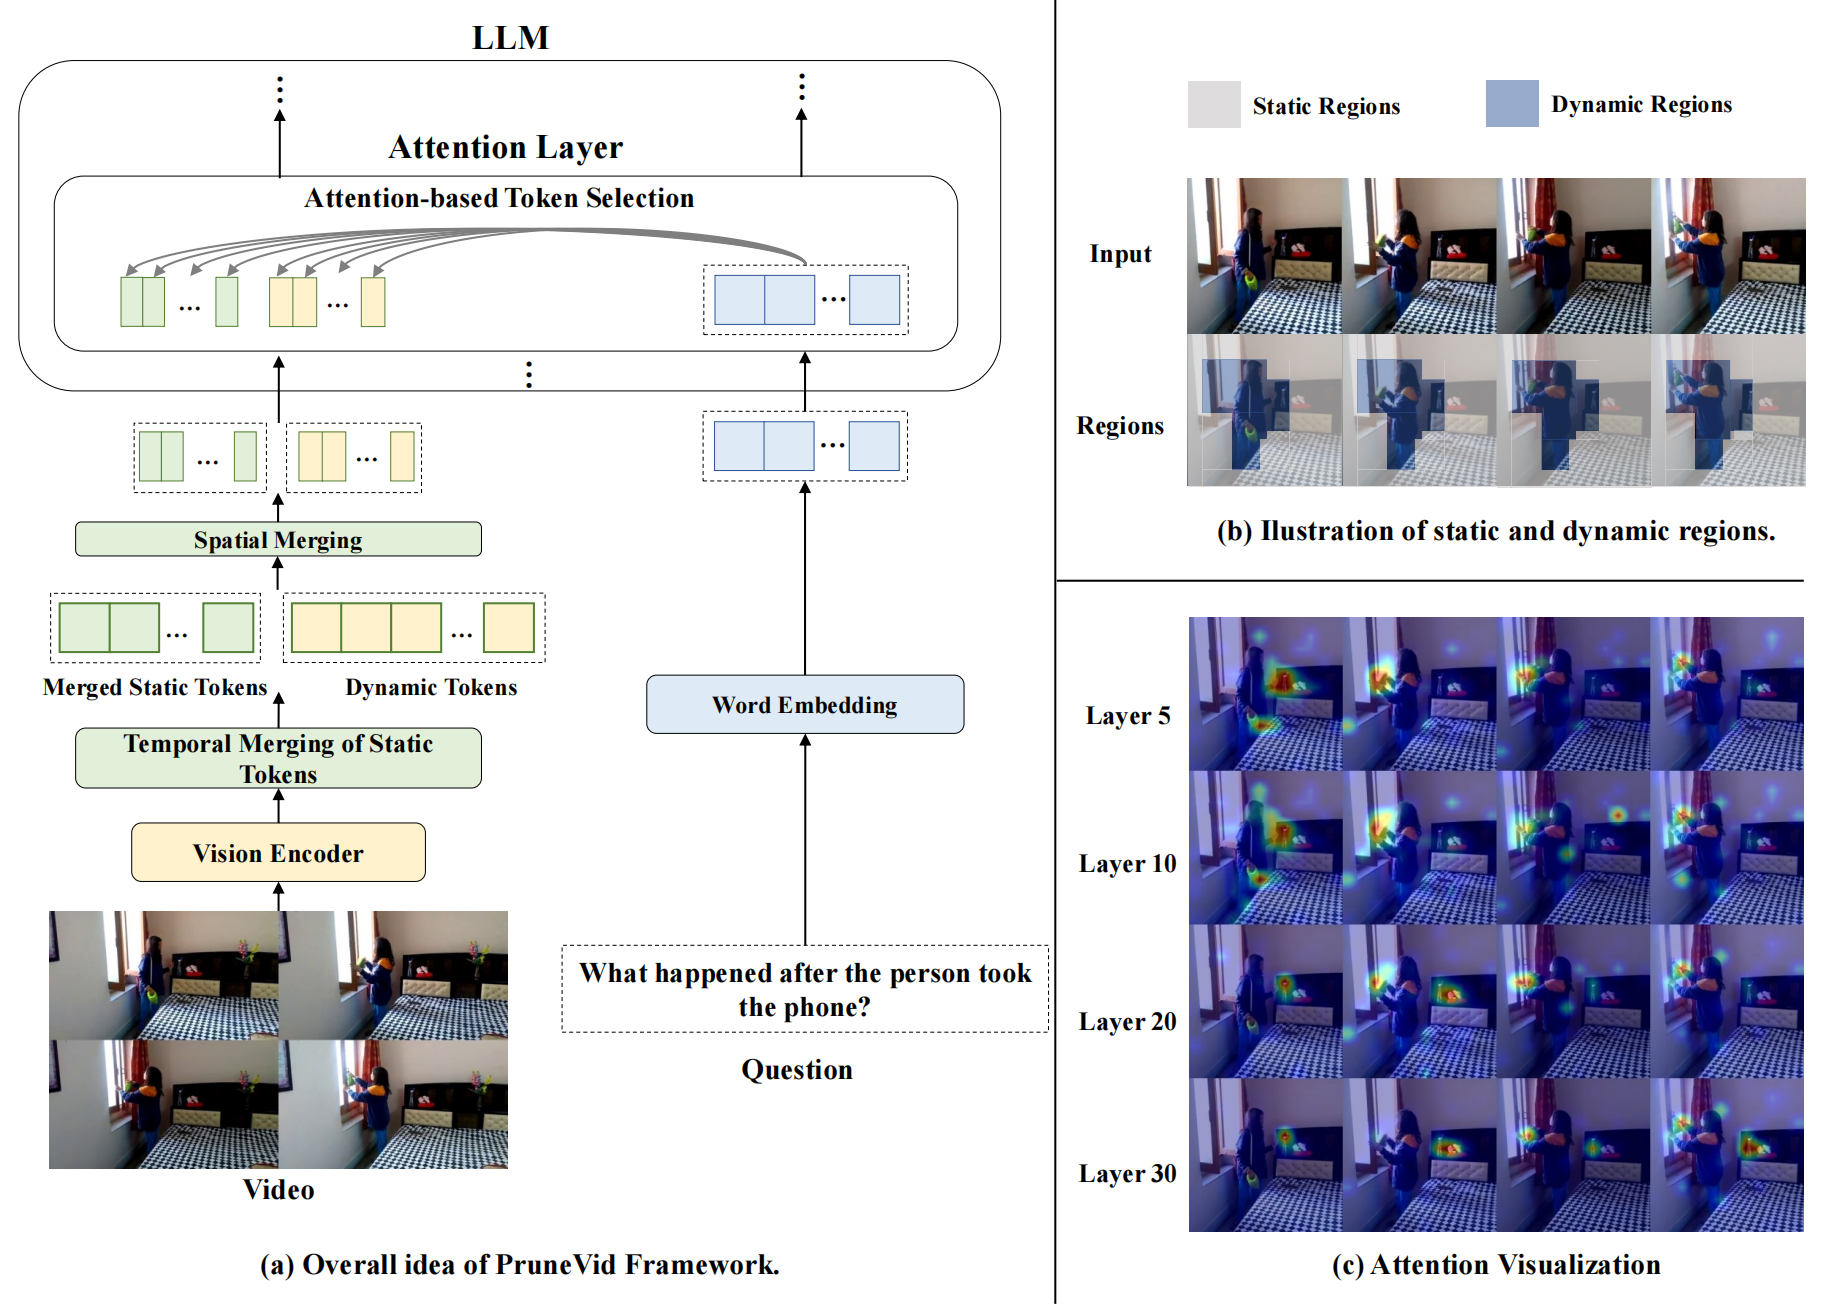 LLM
Attention Layer
Attention-based Token Selection
...
...
...
...
...
...
Spatial Merging
...
...
Merged Static Tokens
Dynamic Tokens
Temporal Merging of Static
Tokens
Vision Encoder
Video
...
...
Word Embedding
What happened after the person took
the phone?
Question
(a) Overall idea of PruneVid Framework.
Static Regions
Dynamic Regions
Input
Regions
(b) Ilustration of static and dynamic regions.
Layer 5
Layer 10
Layer 20
Layer 30
(c) Attention Visualization